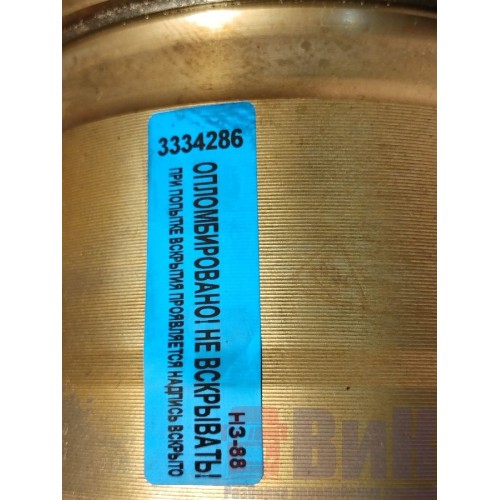 3334286
ОПЛОМБИРОВАНО! НЕ ВСКРЫВАТЬ!
ПРИ ПОПЫТКЕ ВСКРЫТИЯ ПРОЯВЛЯЕТСЯ НАДПИСЬ ВСКРЫТО
НЗ-88